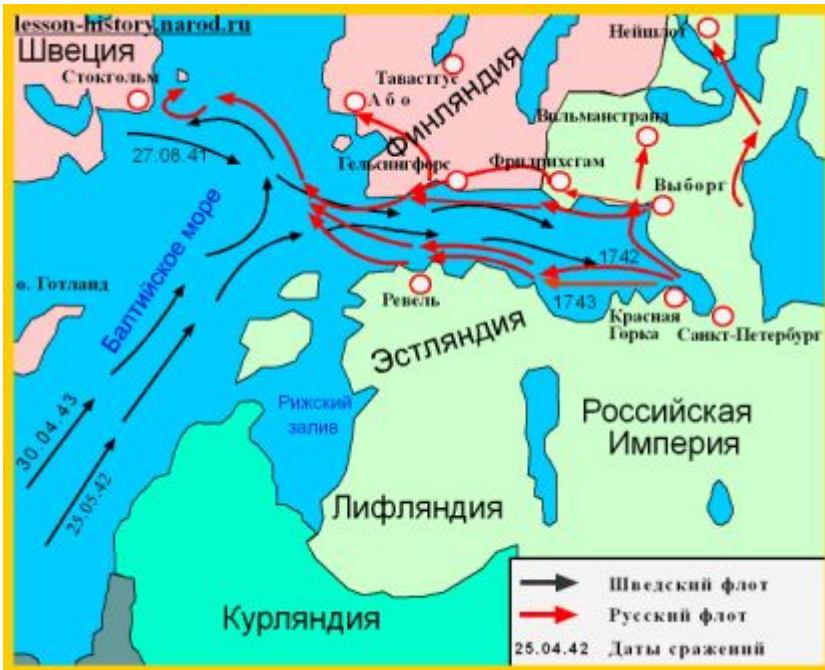 lesson-history.narod.ru
Швеция
Стокгольм
Нейшлот
Тавастгус
Або
Финляндия
Вильманстранд
27.08.41
Гельсингфорс
Фридрихсгам
Выборг
Балтийское море
о. Готланд
1742
1743
Ревель
Красная
Горка
Санкт-Петербург
Эстляндия
Рижский
залив
Российская
Империя
30.04.43
25.05.42
Лифляндия
Курляндия
Шведский флот
Русский флот
25.04.42 Даты сражений